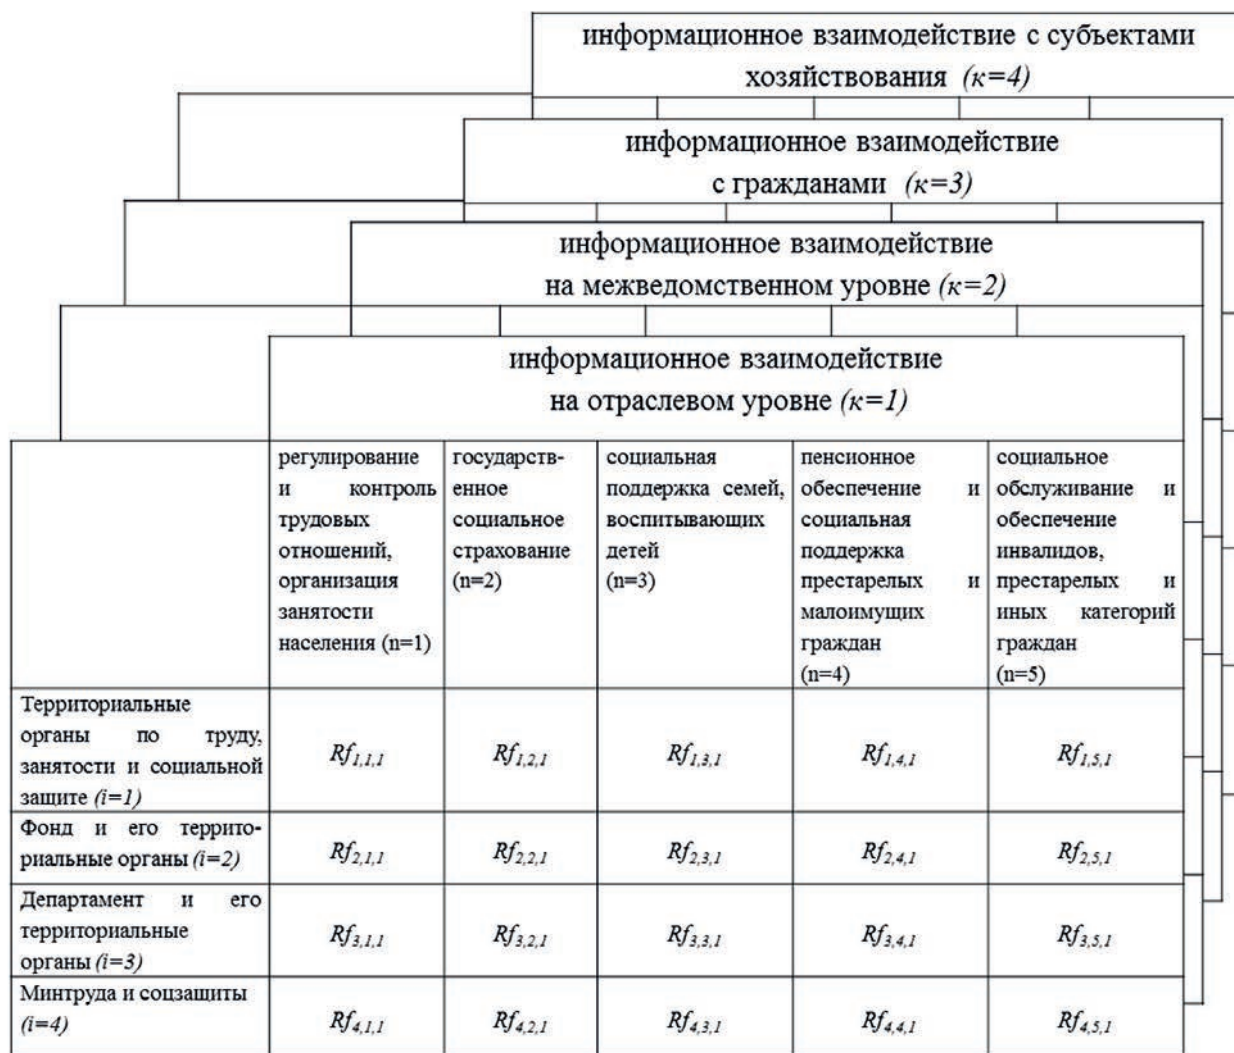 информационное взаимодействие с субъектами
хозяйствования (к=4)
информационное взаимодействие
с гражданами (к=3)
информационное взаимодействие
на межведомственном уровне (к=2)
информационное взаимодействие
на отраслевом уровне (к=1)
регулирование
и контроль
трудовых
отношений,
организация
занятости
населения (n=1)
государств-
енное
социальное
страхование
(n=2)
социальная
поддержка семей,
воспитывающих
детей
(n=3)
пенсионное
обеспечение и
социальная
поддержка
престарелых и
малоимущих
граждан
(n=4)
социальное
обслуживание и
обеспечение
инвалидов,
престарелых и
иных категорий
граждан
(n=5)
Территориальные
органы по труду,
занятости и социальной
защите (i=1)
Rf1,1,1
Rf1,2,1
Rf1,3,1
Rf1,4,1
Rf1,5,1
Фонд и его террито-
риальные органы (i=2)
Rf2,1,1
Rf2,2,1
Rf2,3,1
Rf2,4,1
Rf2,5,1
Департамент и его
территориальные
органы (i=3)
Rf3,1,1
Rf3,2,1
Rf3,3,1
Rf3,4,1
Rf3,5,1
Минтруда и соцзащиты
(i=4)
Rf4,1,1
Rf4,2,1
Rf4,3,1
Rf4,4,1
Rf4,5,1